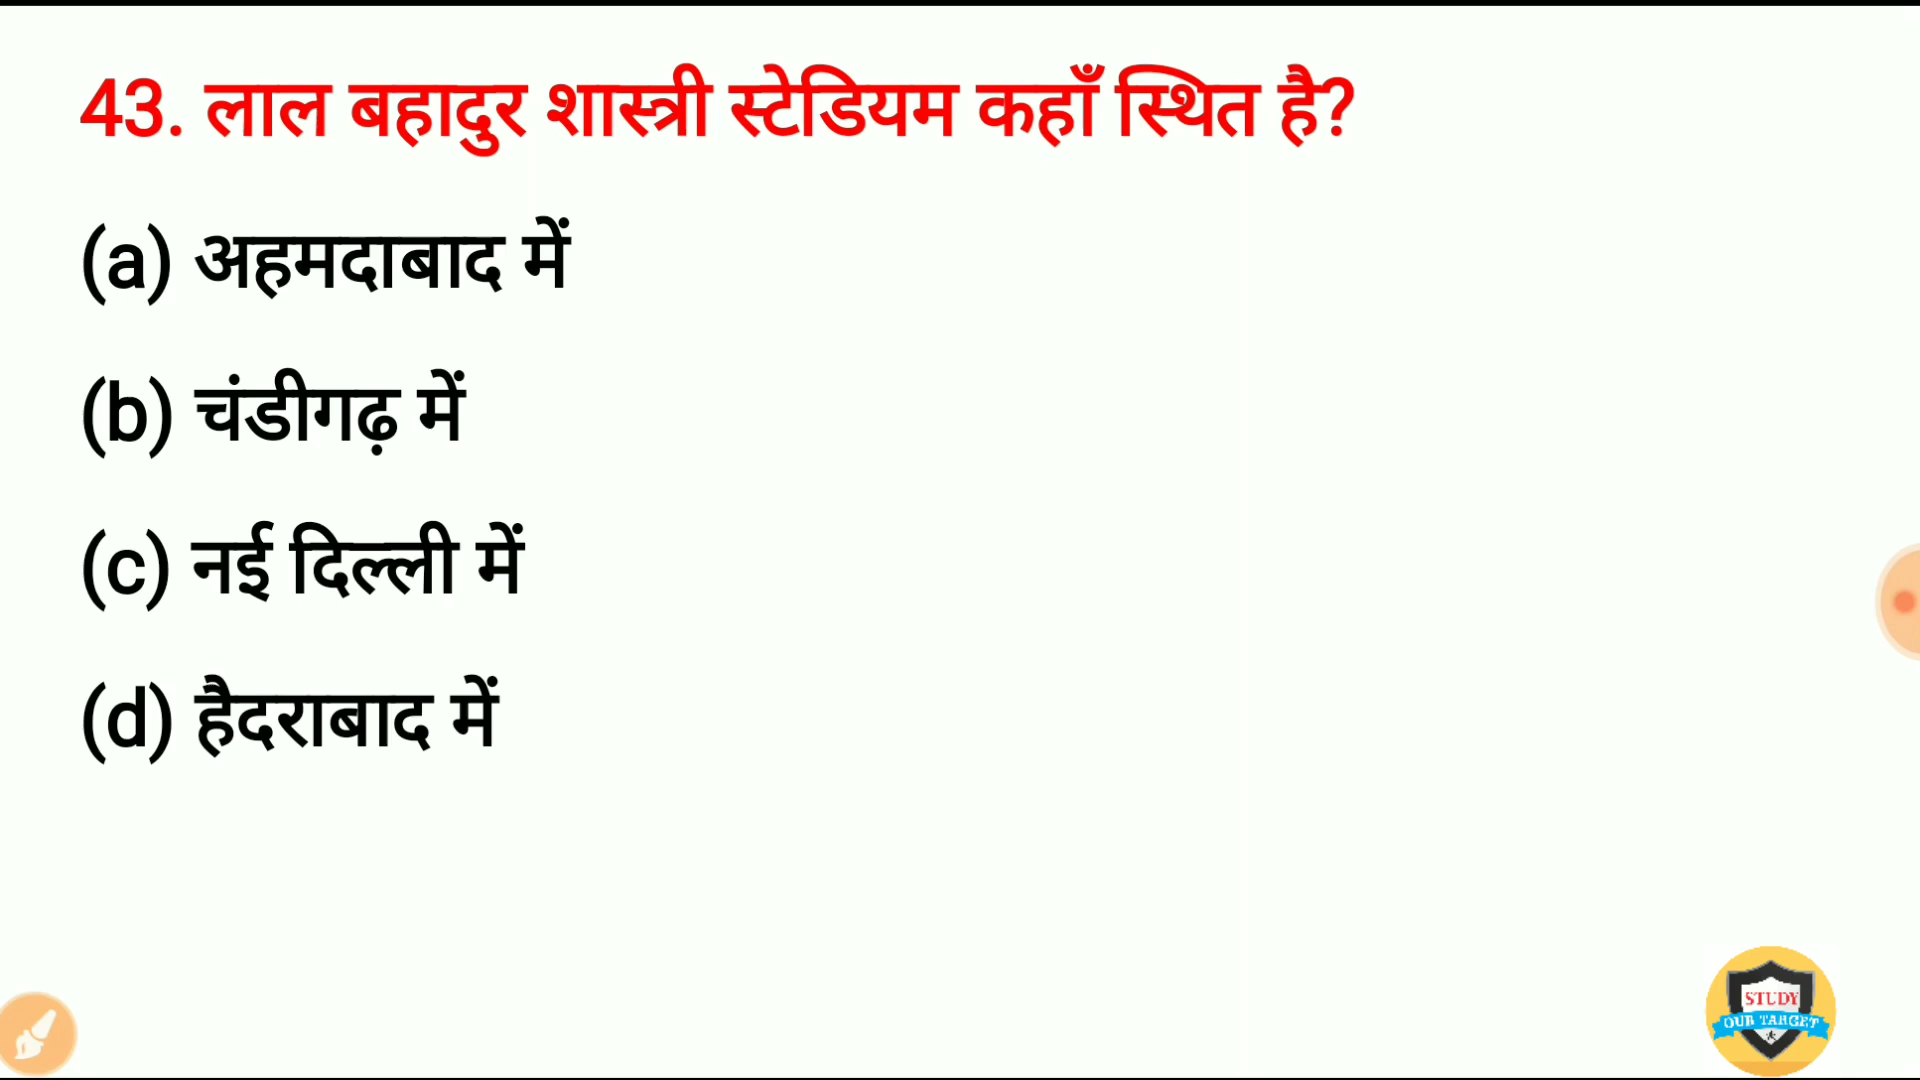 43. लाल बहादुर शास्त्री स्टेडियम कहाँ स्थित है?
(a) अहमदाबाद में
(b) चंडीगढ़ में
(c) नई दिल्ली में
(d) हैदराबाद में
STUDY
OUR TARGET